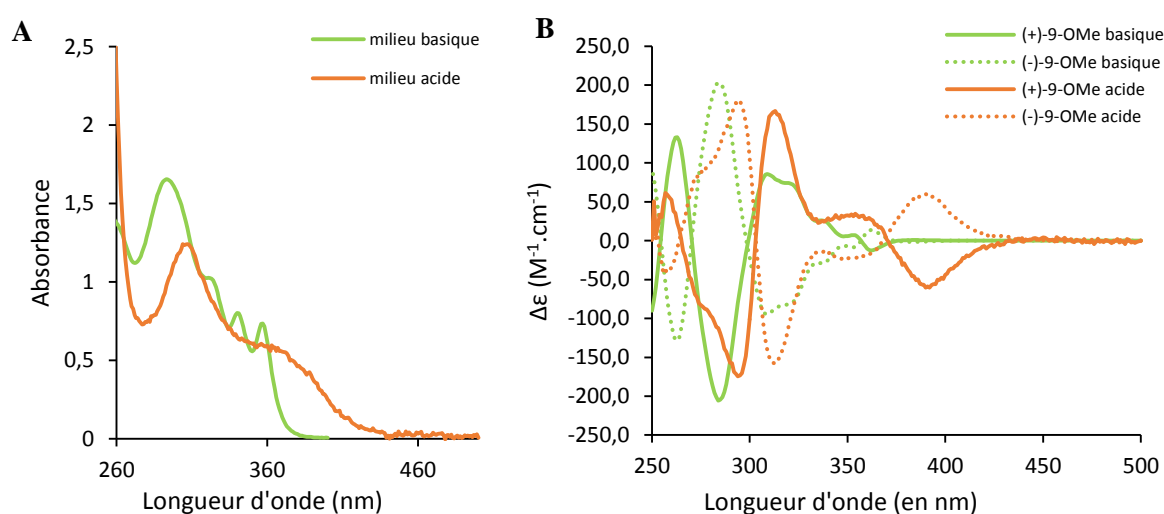 A
2,5
2
1,5
1
0,5
0
260
360
460
Absorbance
Longueur d'onde (nm)
milieu basique
milieu acide
B
250,0
200,0
150,0
100,0
50,0
0,0
-50,0
-100,0
-150,0
-200,0
-250,0
250
300
350
400
450
500
Δε (M⁻¹.cm⁻¹)
Longueur d'onde (en nm)
(+)-9-OMe basique
(-)-9-OMe basique
(+)-9-OMe acide
(-)-9-OMe acide